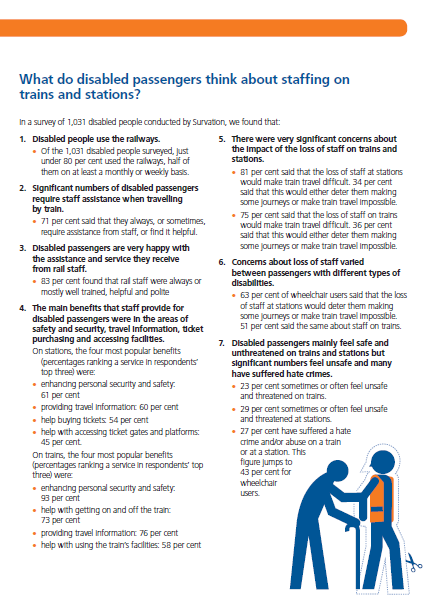 What do disabled passengers think about staffing on
trains and stations?
In a survey of 1,031 disabled people conducted by Survation, we found that:
1. Disabled people use the railways.
• Of the 1,031 disabled people surveyed, just
under 80 per cent used the railways, half of
them on at least a monthly or weekly basis.
2. Significant numbers of disabled passengers
require staff assistance when travelling
by train.
• 71 per cent said that they always, or sometimes,
require assistance from staff, or find it helpful.
3. Disabled passengers are very happy with
the assistance and service they receive
from rail staff.
• 83 per cent found that rail staff were always or
mostly well trained, helpful and polite
4. The main benefits that staff provide for
disabled passengers were in the areas of
safety and security, travel information, ticket
purchasing and accessing facilities.
On stations, the four most popular benefits
(percentages ranking a service in respondents'
top three) were:
• enhancing personal security and safety:
61 per cent
• providing travel information: 60 per cent
• help buying tickets: 54 per cent
• help with accessing ticket gates and platforms:
45 per cent.
On trains, the four most popular benefits
(percentages ranking a service in respondents' top
three) were:
• enhancing personal security and safety:
93 per cent
• help with getting on and off the train:
73 per cent
• providing travel information: 76 per cent
• help with using the train's facilities: 58 per cent
5. There were very significant concerns about
the impact of the loss of staff on trains and
stations.
• 81 per cent said that the loss of staff at stations
would make train travel difficult. 34 per cent
said that this would either deter them making
some journeys or make train travel impossible.
• 75 per cent said that the loss of staff on trains
would make train travel difficult. 36 per cent
said that this would either deter them making
some journeys or make train travel impossible.
6. Concerns about loss of staff varied
between passengers with different types of
disabilities.
• 63 per cent of wheelchair users said that the loss
of staff at stations would deter them making
some journeys or make train travel impossible.
51 per cent said the same about staff on trains.
7. Disabled passengers mainly feel safe and
unthreatened on trains and stations but
significant numbers feel unsafe and many
have suffered hate crimes.
• 23 per cent sometimes or often feel unsafe
and threatened on trains.
• 29 per cent sometimes or often feel unsafe
and threatened at stations.
• 27 per cent have suffered a hate
crime and/or abuse on a train
or at a station. This
figure jumps to
43 per cent for
wheelchair
users.